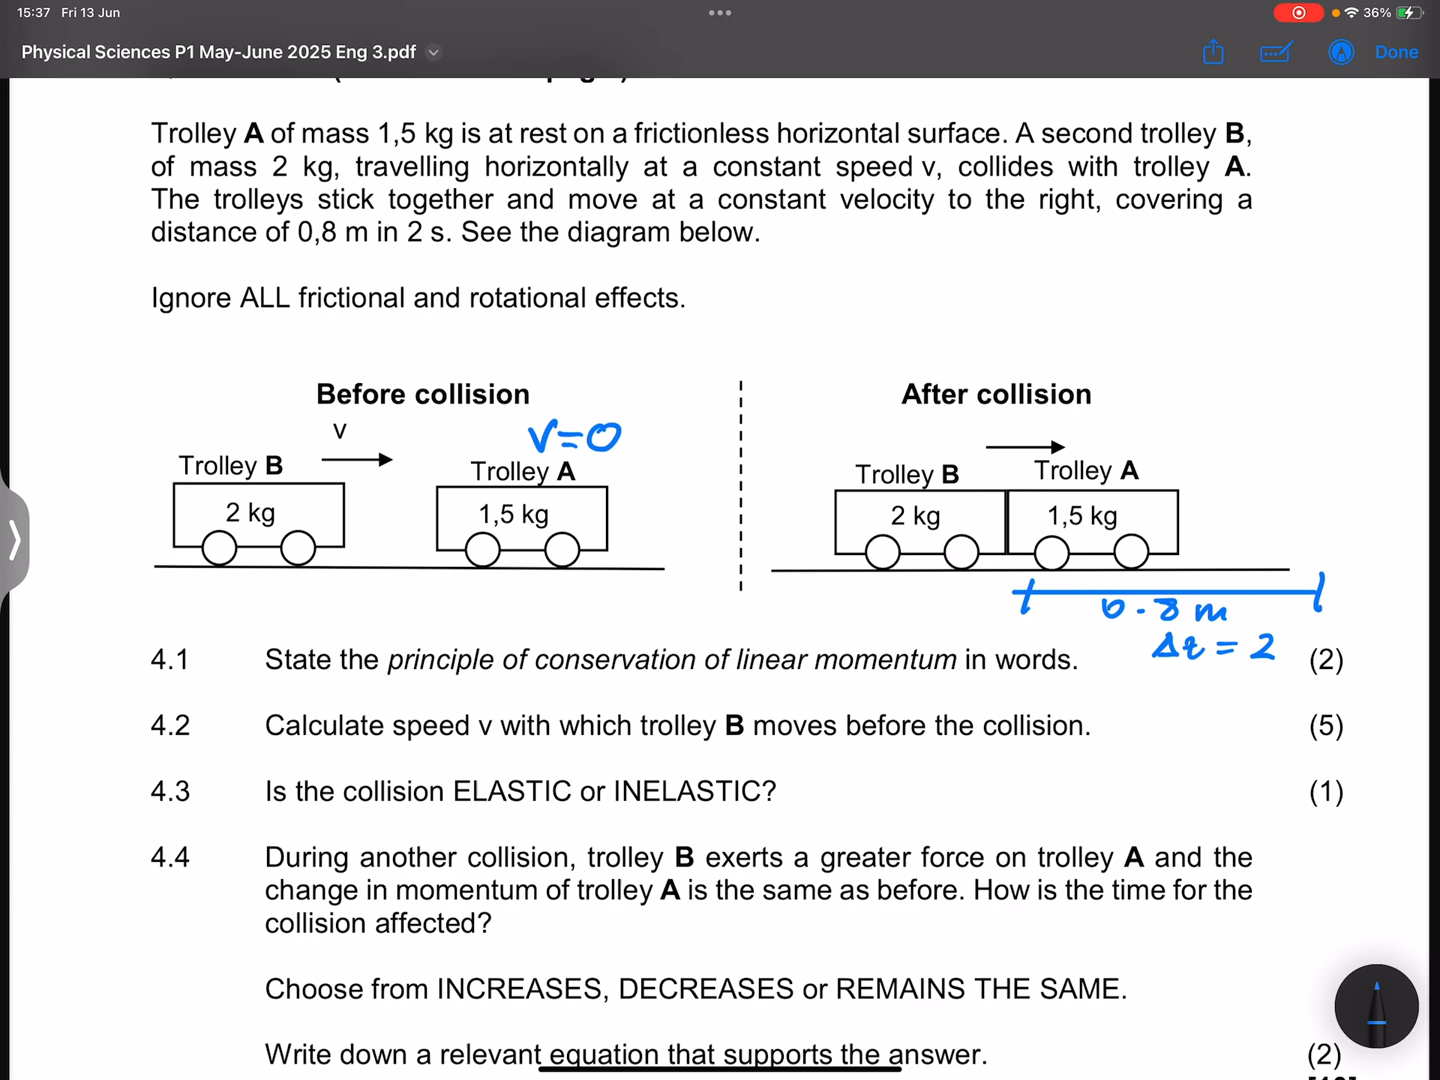 15:37 Fri 13 Jun
36%
Physical Sciences P1 May-June 2025 Eng 3.pdf
Done
Trolley A of mass 1,5 kg is at rest on a frictionless horizontal surface. A second trolley B,
of mass 2 kg, travelling horizontally at a constant speed v, collides with trolley A.
The trolleys stick together and move at a constant velocity to the right, covering a
distance of 0,8 m in 2 s. See the diagram below.
Ignore ALL frictional and rotational effects.
Before collision
After collision
v
v=0
Trolley B
Trolley A
Trolley B
Trolley A
2 kg
1,5 kg
2 kg
1,5 kg
0.8 m
Δt = 2
4.1 State the principle of conservation of linear momentum in words. (2)
4.2 Calculate speed v with which trolley B moves before the collision. (5)
4.3 Is the collision ELASTIC or INELASTIC? (1)
4.4 During another collision, trolley B exerts a greater force on trolley A and the
change in momentum of trolley A is the same as before. How is the time for the
collision affected?
Choose from INCREASES, DECREASES or REMAINS THE SAME.
Write down a relevant equation that supports the answer. (2)